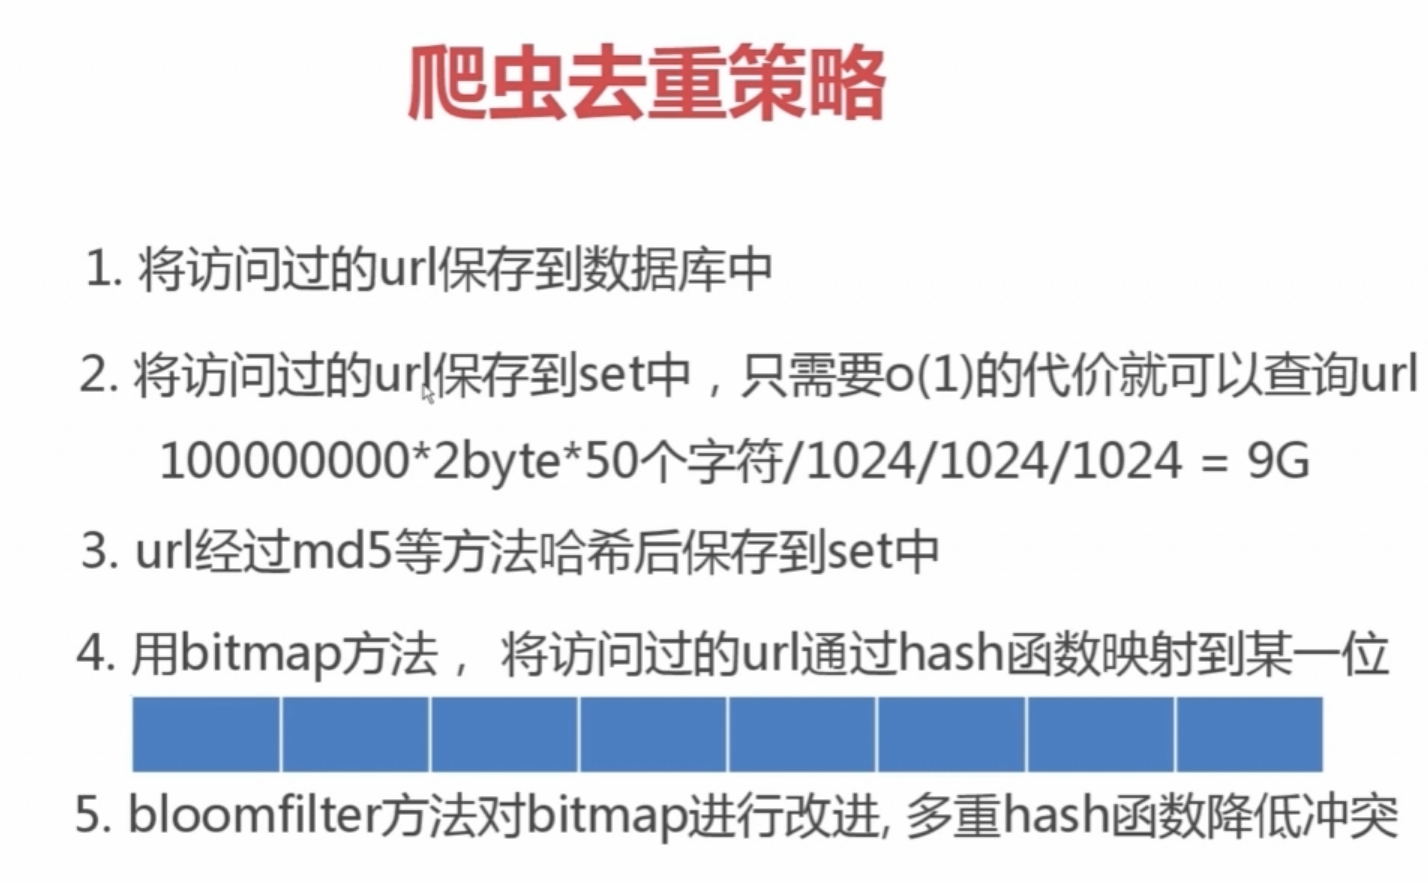 爬虫去重策略
1. 将访问过的url保存到数据库中
2. 将访问过的url保存到set中，只需要o(1)的代价就可以查询url
100000000*2byte*50个字符/1024/1024/1024 = 9G
3. url经过md5等方法哈希后保存到set中
4. 用bitmap方法， 将访问过的url通过hash函数映射到某一位
5. bloomfilter方法对bitmap进行改进, 多重hash函数降低冲突